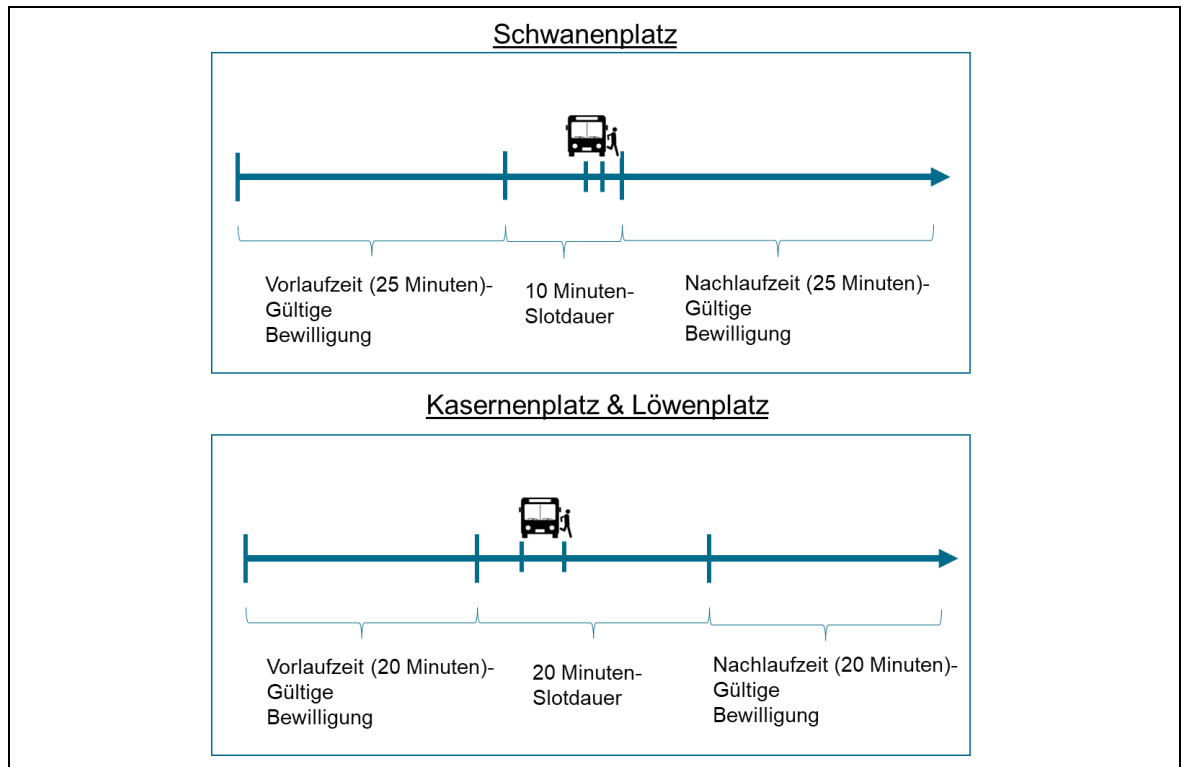 Schwanenplatz
Vorlaufzeit (25 Minuten)-
Gültige
Bewilligung
10 Minuten-
Slotdauer
Nachlaufzeit (25 Minuten)-
Gültige
Bewilligung
Kasernenplatz & Löwenplatz
Vorlaufzeit (20 Minuten)-
Gültige
Bewilligung
20 Minuten-
Slotdauer
Nachlaufzeit (20 Minuten)-
Gültige
Bewilligung